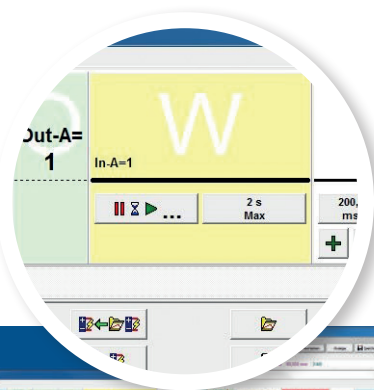 W
Out-A=
1
In-A=1
...
2 s
Max
200,
ms